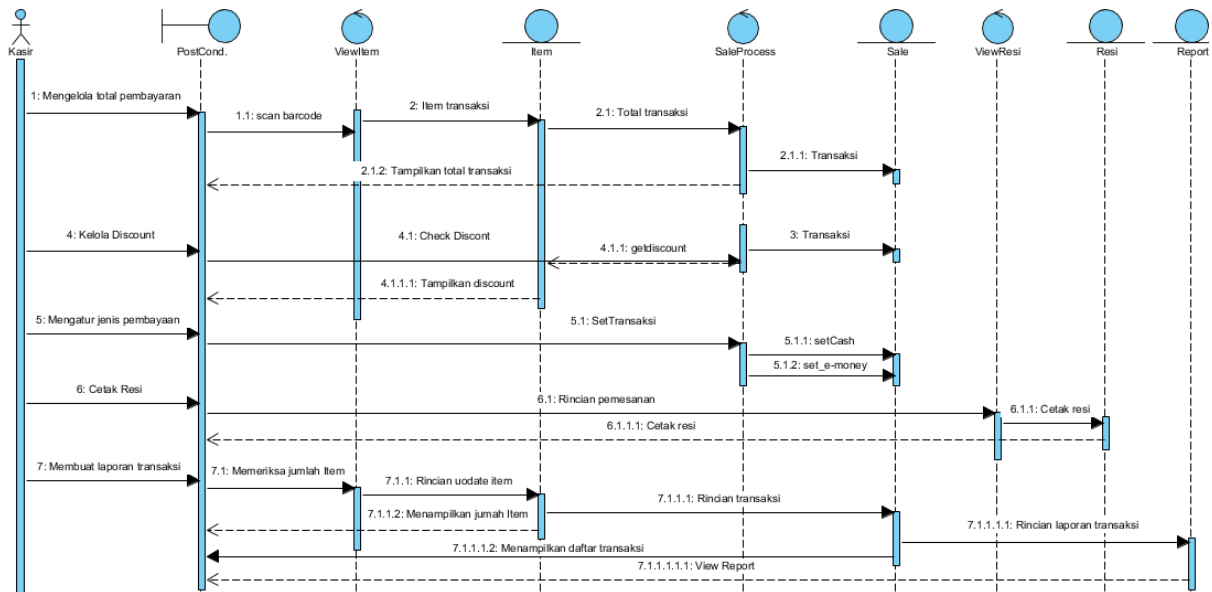 Kasir
PostCond.
ViewItem
Item
SaleProcess
Sale
ViewResi
Resi
Report
1: Mengelola total pembayaran
1.1: scan barcode
2: Item transaksi
2.1: Total transaksi
2.1.1: Transaksi
2.1.2: Tampilkan total transaksi
4: Kelola Discount
4.1: Check Discont
4.1.1: getdiscount
3: Transaksi
4.1.1.1: Tampilkan discount
5: Mengatur jenis pembayaan
5.1: SetTransaksi
5.1.1: setCash
5.1.2: set_e-money
6: Cetak Resi
6.1: Rincian pemesanan
6.1.1: Cetak resi
6.1.1.1: Cetak resi
7: Membuat laporan transaksi
7.1: Memeriksa jumlah Item
7.1.1: Rincian uodate item
7.1.1.1: Rincian transaksi
7.1.1.2: Menampilkan jumah Item
7.1.1.1.1: Rincian laporan transaksi
7.1.1.1.2: Menampilkan daftar transaksi
7.1.1.1.1.1: View Report